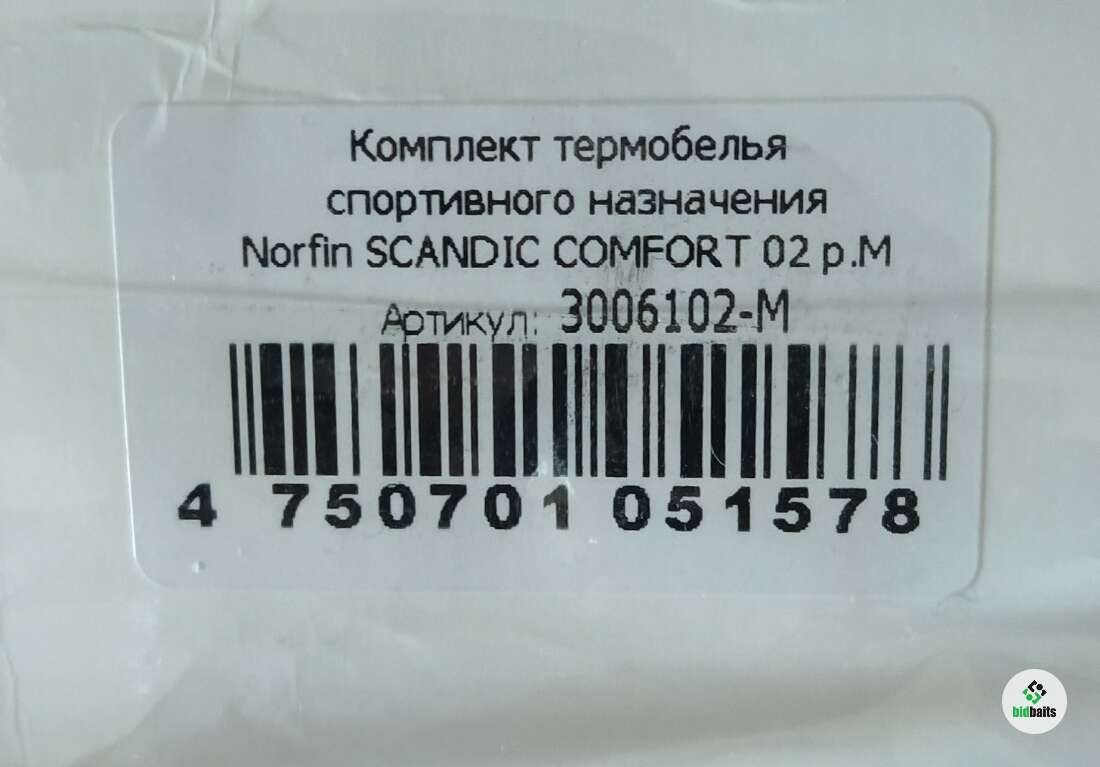 Комплект термобелья
спортивного назначения
Norfin SCANDIC COMFORT 02 р.М
Артикул: 3006102-M
4 750701 051578
bidbaits